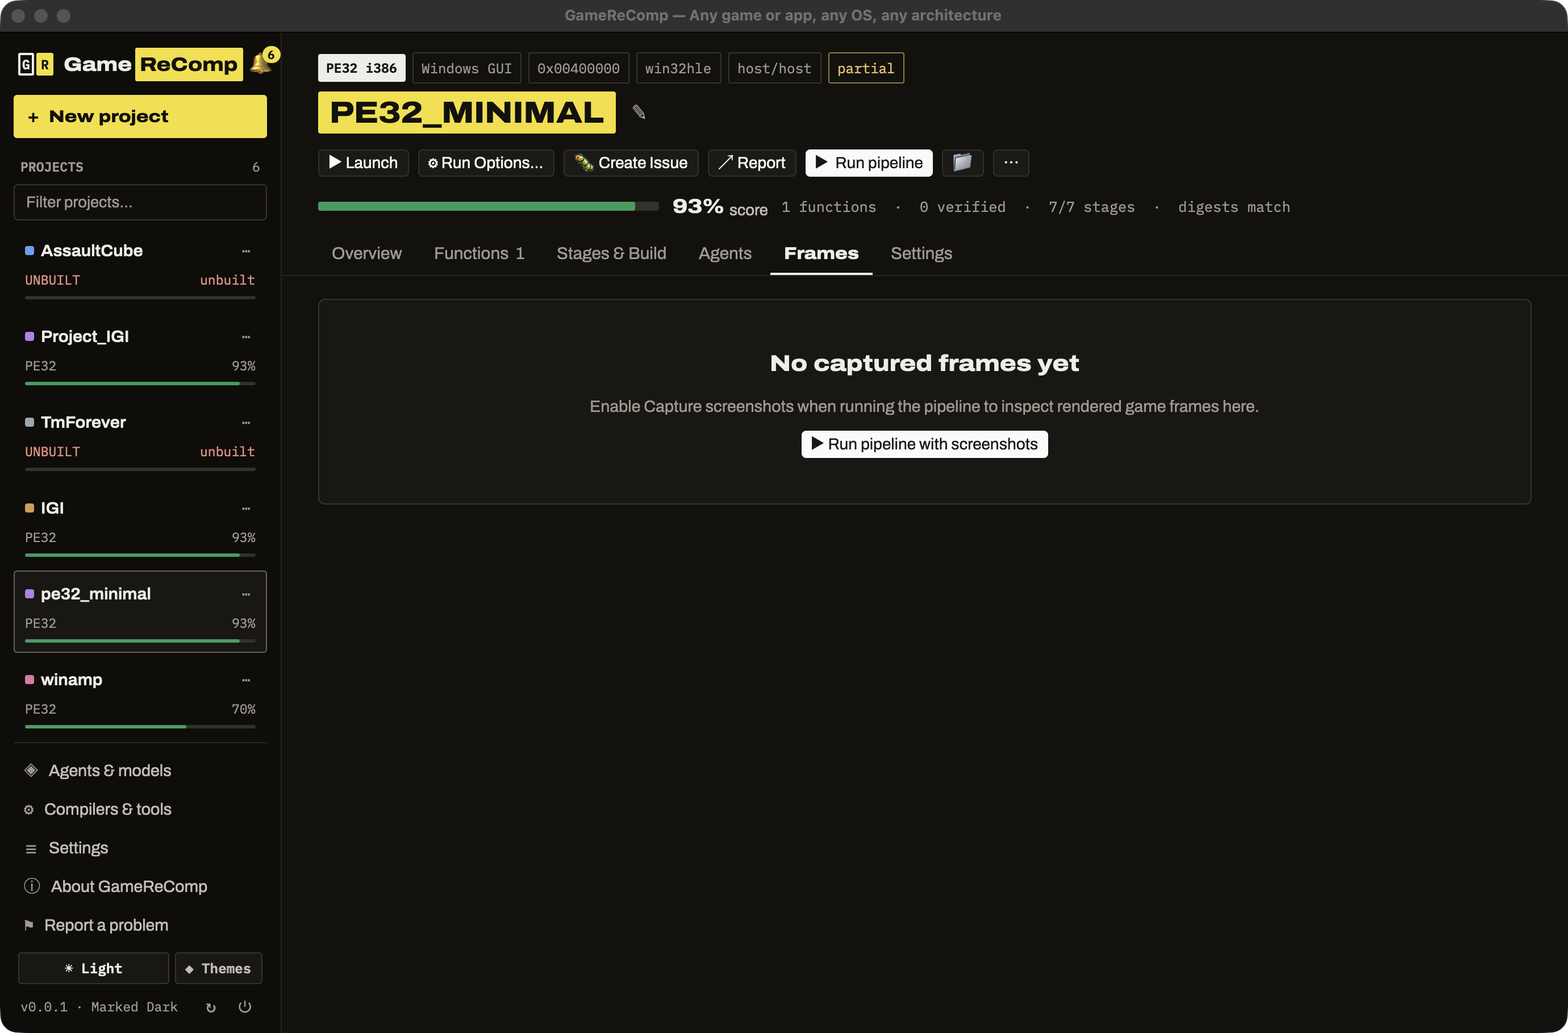 GameReComp — Any game or app, any OS, any architecture
GR Game ReComp 6
+ New project
PROJECTS 6
Filter projects...
AssaultCube ...
UNBUILT unbuilt
Project_IGI ...
PE32 93%
TmForever ...
UNBUILT unbuilt
IGI ...
PE32 93%
pe32_minimal ...
PE32 93%
winamp ...
PE32 70%
Agents & models
Compilers & tools
Settings
About GameReComp
Report a problem
Light
Themes
v0.0.1 · Marked Dark
PE32 i386
Windows GUI
0x00400000
win32hle
host/host
partial
PE32_MINIMAL
Launch
Run Options...
Create Issue
Report
Run pipeline
...
93% score 1 functions · 0 verified · 7/7 stages · digests match
Overview
Functions 1
Stages & Build
Agents
Frames
Settings
No captured frames yet
Enable Capture screenshots when running the pipeline to inspect rendered game frames here.
Run pipeline with screenshots